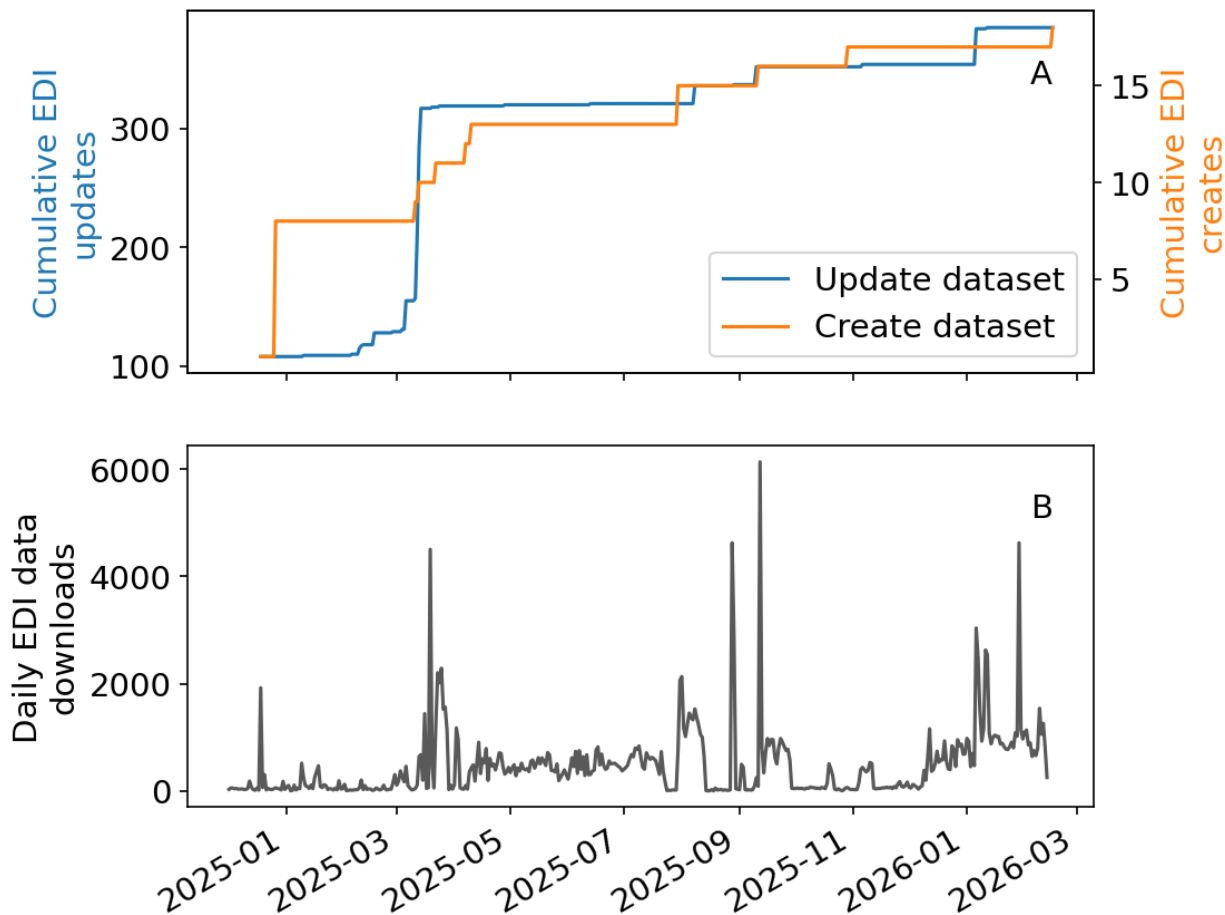 Cumulative EDI
updates
300
200
100
A
15
10
5
Cumulative EDI
creates
Update dataset
Create dataset
Daily EDI data
downloads
6000
4000
2000
0
B
2025-01
2025-03
2025-05
2025-07
2025-09
2025-11
2026-01
2026-03